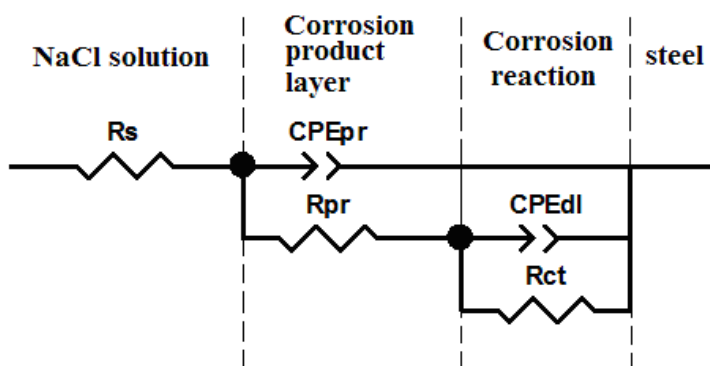 NaCl solution
Corrosion
product
layer
Corrosion
reaction
steel
Rs
CPEpr
Rpr
CPEdl
Rct